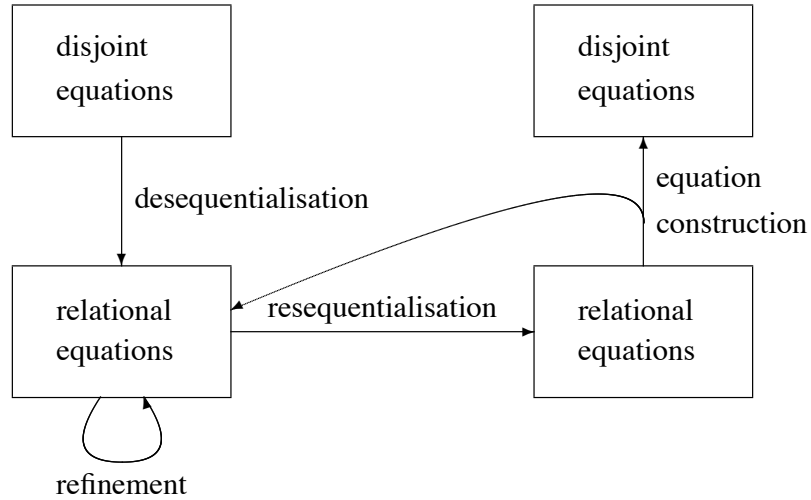 disjoint
equations
disjoint
equations
desequentialisation
equation
construction
relational
equations
resequentialisation
relational
equations
refinement